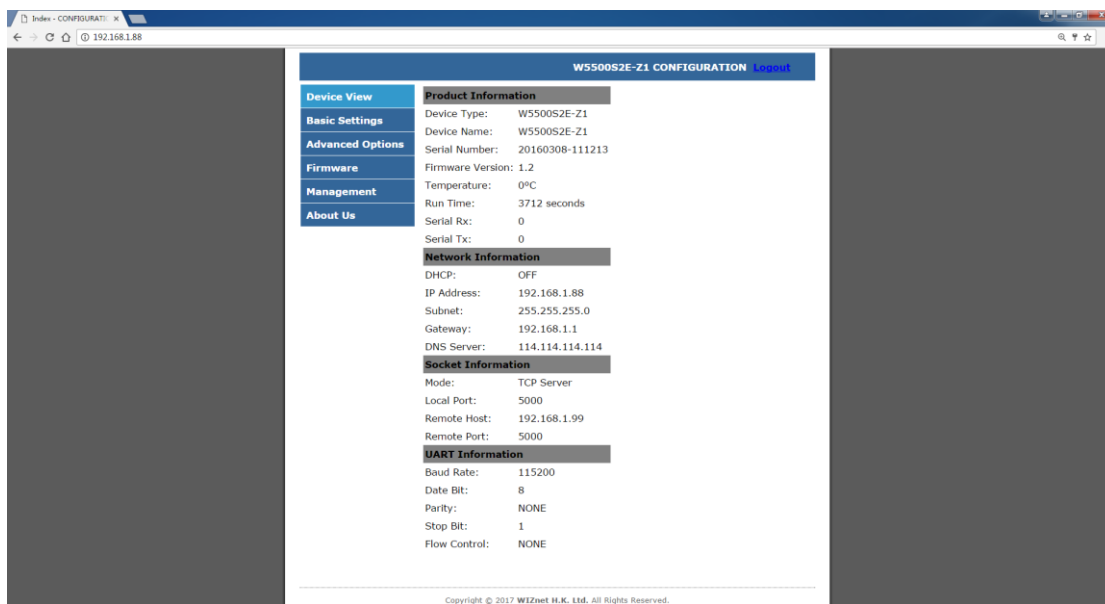 Index - CONFIGURATI
192.168.1.88
W5500S2E-Z1 CONFIGURATION Logout
Device View
Basic Settings
Advanced Options
Firmware
Management
About Us
Product Information
Device Type: W5500S2E-Z1
Device Name: W5500S2E-Z1
Serial Number: 20160308-111213
Firmware Version: 1.2
Temperature: 0°C
Run Time: 3712 seconds
Serial Rx: 0
Serial Tx: 0
Network Information
DHCP: OFF
IP Address: 192.168.1.88
Subnet: 255.255.255.0
Gateway: 192.168.1.1
DNS Server: 114.114.114.114
Socket Information
Mode: TCP Server
Local Port: 5000
Remote Host: 192.168.1.99
Remote Port: 5000
UART Information
Baud Rate: 115200
Date Bit: 8
Parity: NONE
Stop Bit: 1
Flow Control: NONE
Copyright © 2017 WIZnet H.K. Ltd. All Rights Reserved.